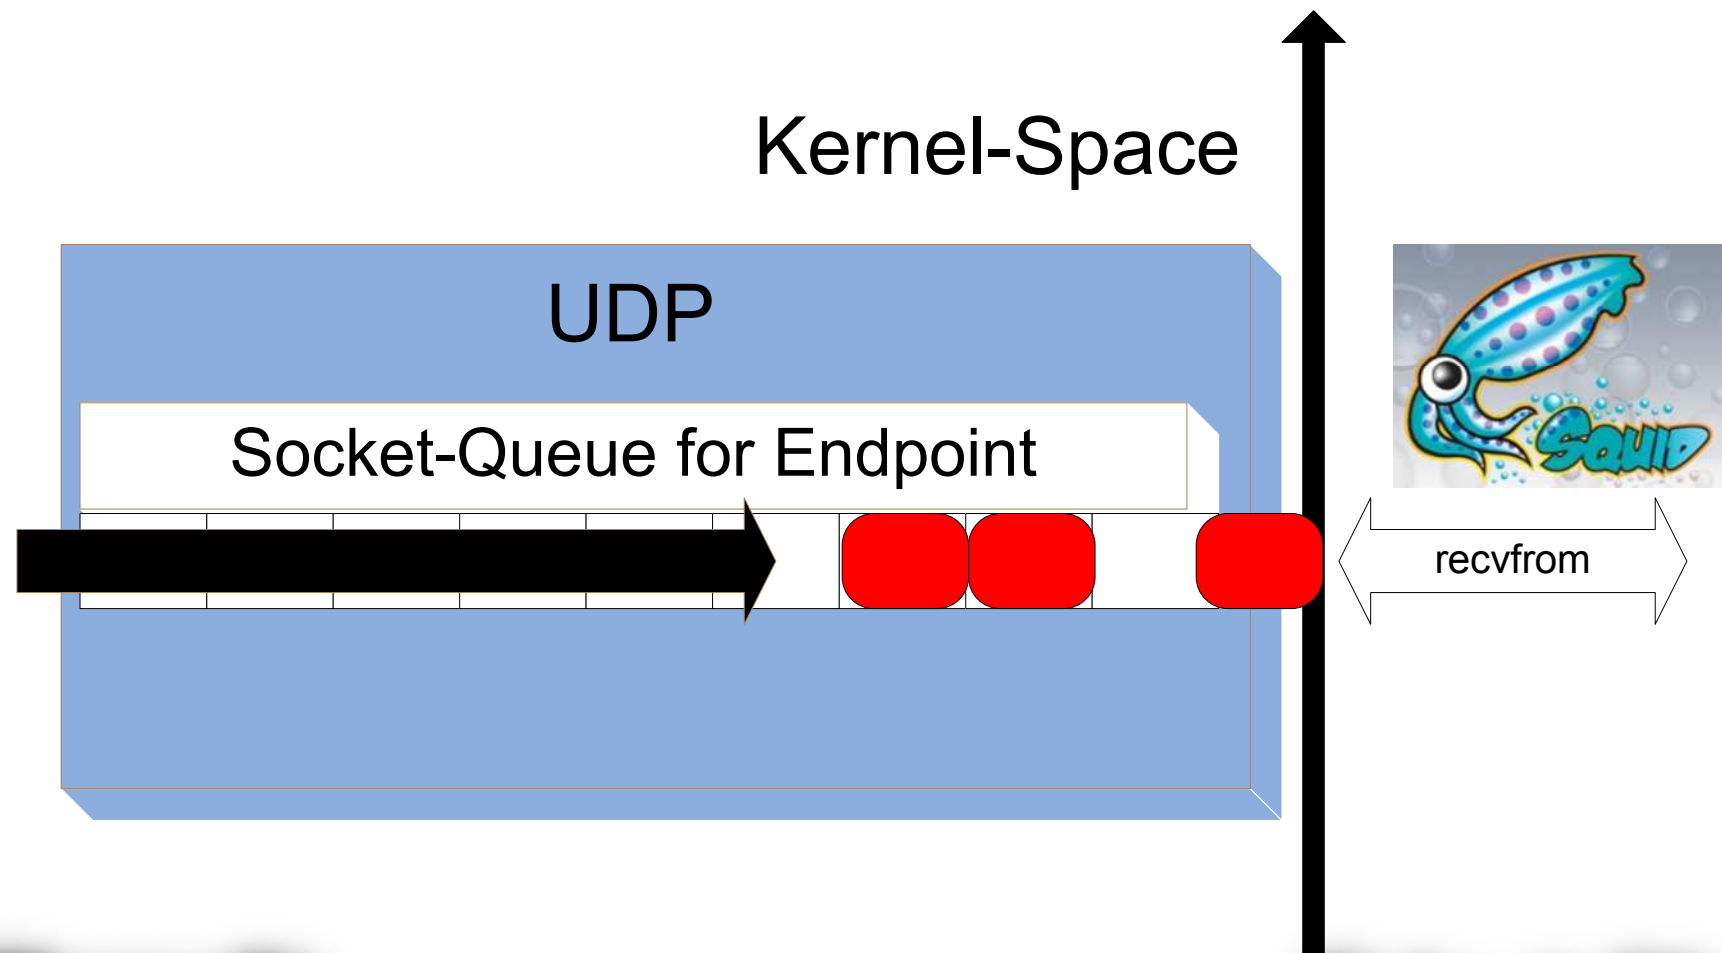 Kernel-Space
UDP
Socket-Queue for Endpoint
SQUID
recvfrom